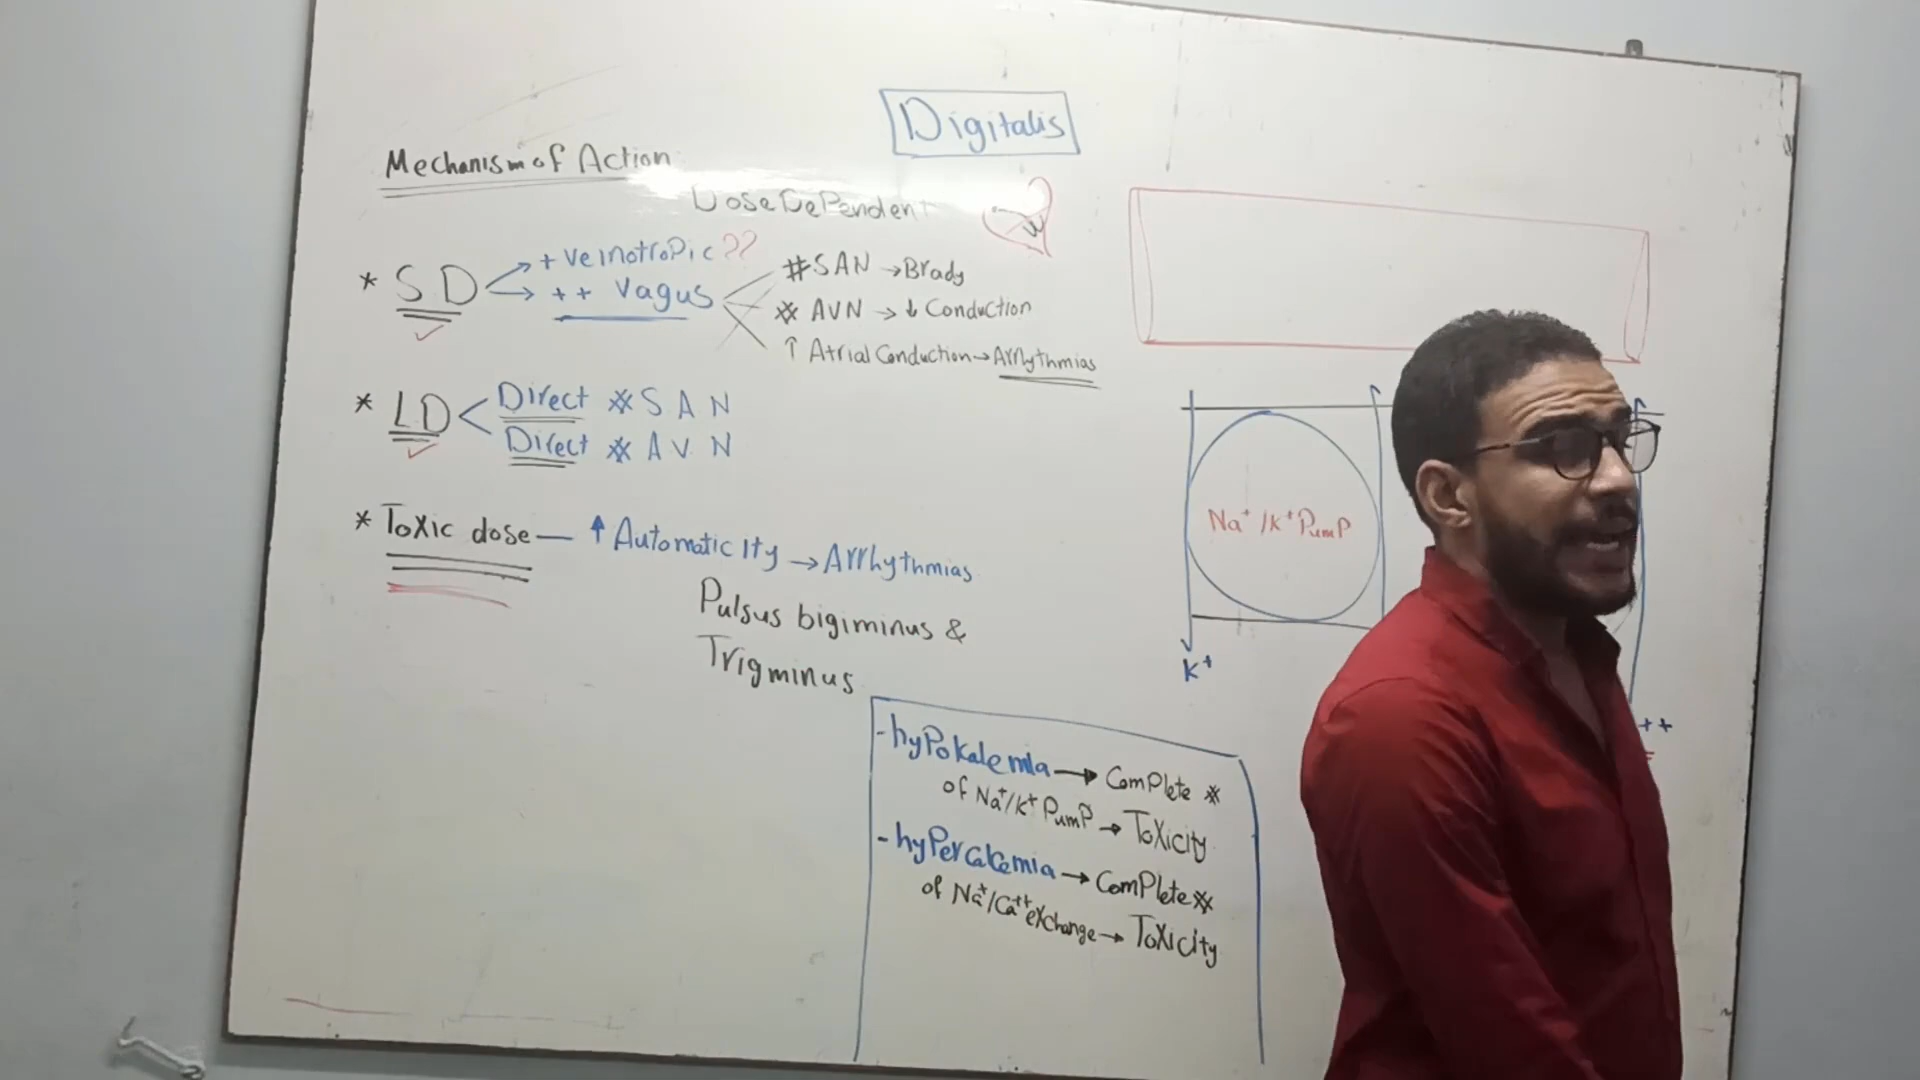 Digitalis
Mechanism of Action
Dose Dependent
* SD → +ve inotropic ??
→ ++ Vagus
# SAN → Brady
※ AVN → ↓ Conduction
↑ Atrial Conduction → Arrhythmias
* LD < Direct ※ S A N
Direct ※ A V N
* Toxic dose — ↑ Automaticity → Arrhythmias
Pulsus bigiminus &
Trigminus
Na+ / K+ Pump
K+
++
- hypokalemia → Complete ※
of Na+/K+ Pump → Toxicity
- hypercalcemia → Complete ※
of Na+/Ca++ exchange → Toxicity